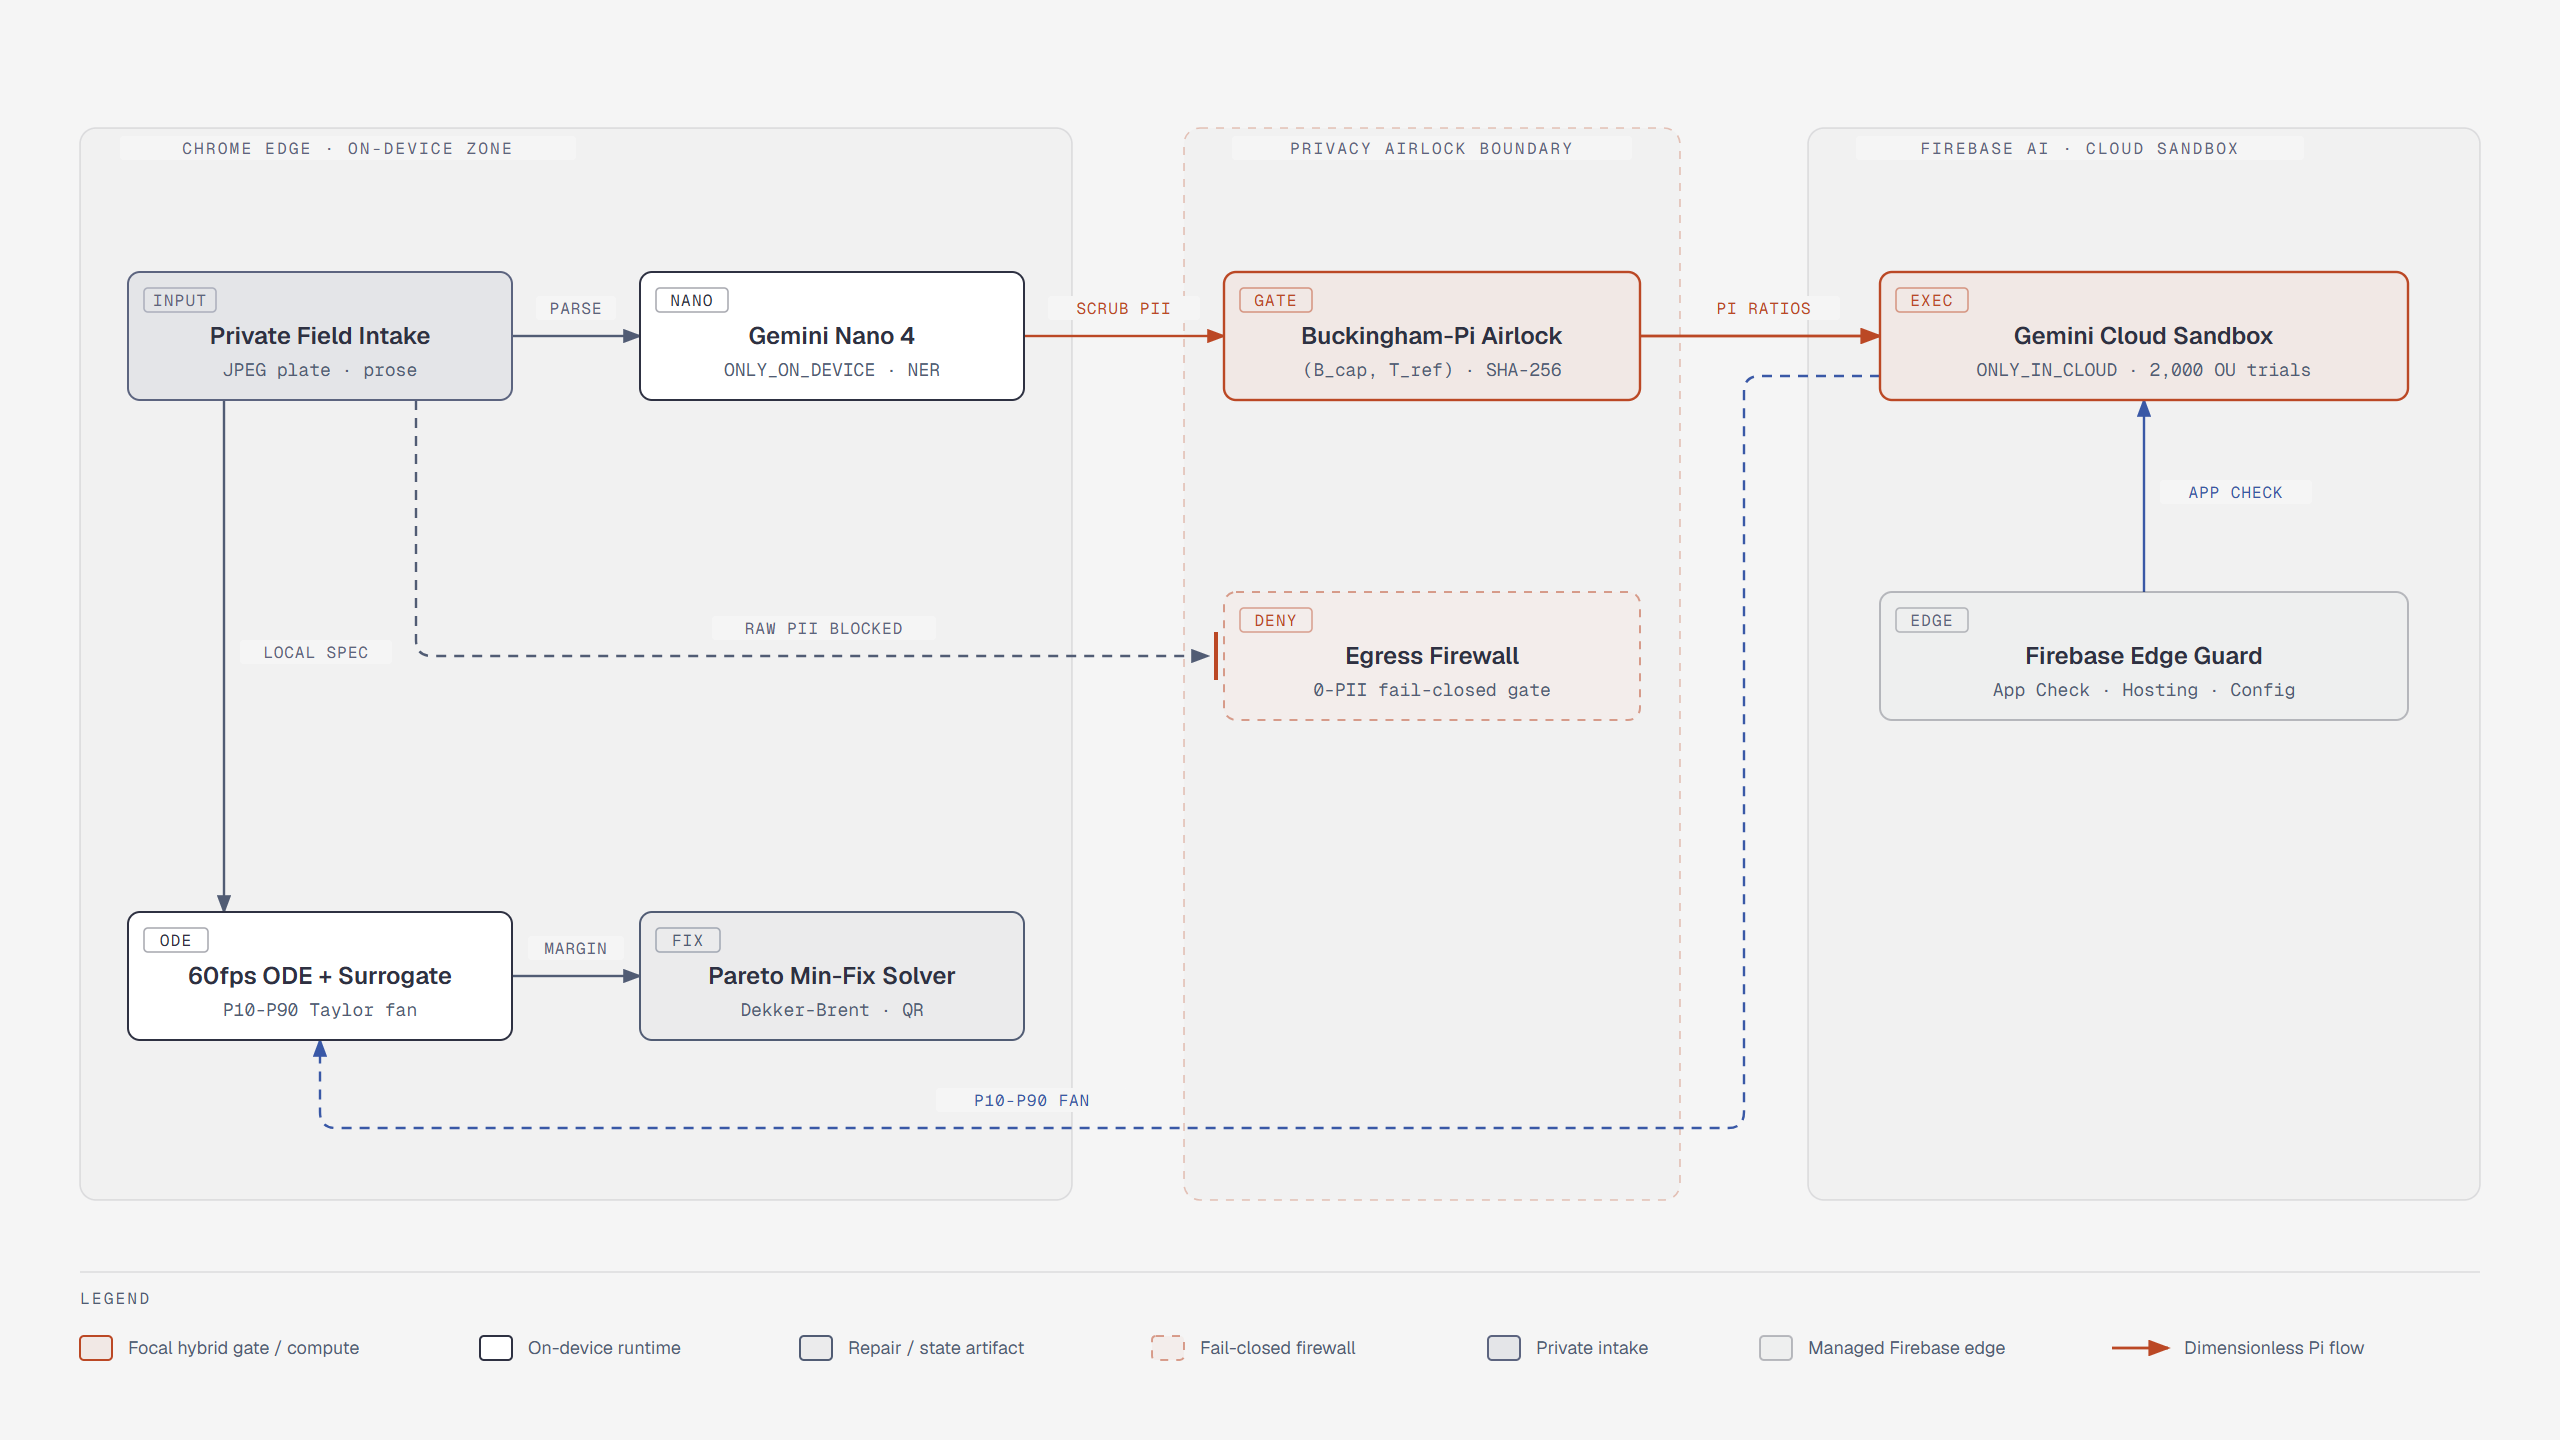 CHROME EDGE · ON-DEVICE ZONE
PRIVACY AIRLOCK BOUNDARY
FIREBASE AI · CLOUD SANDBOX
INPUT
Private Field Intake
JPEG plate · prose
PARSE
NANO
Gemini Nano 4
ONLY_ON_DEVICE · NER
SCRUB PII
GATE
Buckingham-Pi Airlock
(B_cap, T_ref) · SHA-256
PI RATIOS
EXEC
Gemini Cloud Sandbox
ONLY_IN_CLOUD · 2,000 OU trials
APP CHECK
RAW PII BLOCKED
LOCAL SPEC
DENY
Egress Firewall
0-PII fail-closed gate
EDGE
Firebase Edge Guard
App Check · Hosting · Config
ODE
60fps ODE + Surrogate
P10-P90 Taylor fan
MARGIN
FIX
Pareto Min-Fix Solver
Dekker-Brent · QR
P10-P90 FAN
LEGEND
Focal hybrid gate / compute
On-device runtime
Repair / state artifact
Fail-closed firewall
Private intake
Managed Firebase edge
Dimensionless Pi flow